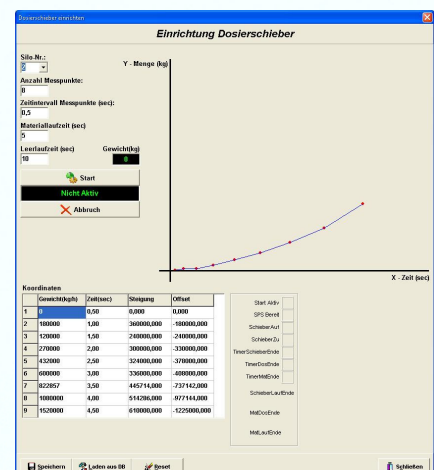 Dosierschieber einrichten
Einrichtung Dosierschieber
Silo-Nr.:
Y - Menge (kg)
Anzahl Messpunkte:
8
Zeitintervall Messpunkte (sec):
0,5
Materiallaufzeit (sec)
5
Leerlaufzeit (sec) Gewicht(kg)
10 0
Start
Nicht Aktiv
Abbruch
X - Zeit (sec)
Koordinaten
Gewicht(kg/h) Zeit(sec) Steigung Offset
1 0 0,50 0,000 0,000
2 180000 1,00 360000,000 -180000,000
3 120000 1,50 240000,000 -240000,000
4 270000 2,00 300000,000 -330000,000
5 432000 2,50 324000,000 -378000,000
6 600000 3,00 336000,000 -408000,000
7 822857 3,50 445714,000 -737142,000
8 1080000 4,00 514286,000 -977144,000
9 1520000 4,50 610000,000 -1225000,000
Start Aktiv
SPS Bereit
SchieberAuf
SchieberZu
TimerSchieberEnde
TimerDosEnde
TimerMatEnde
SchieberLaufEnde
MatDosEnde
MatLaufEnde
Speichern Laden aus DB Reset Schließen